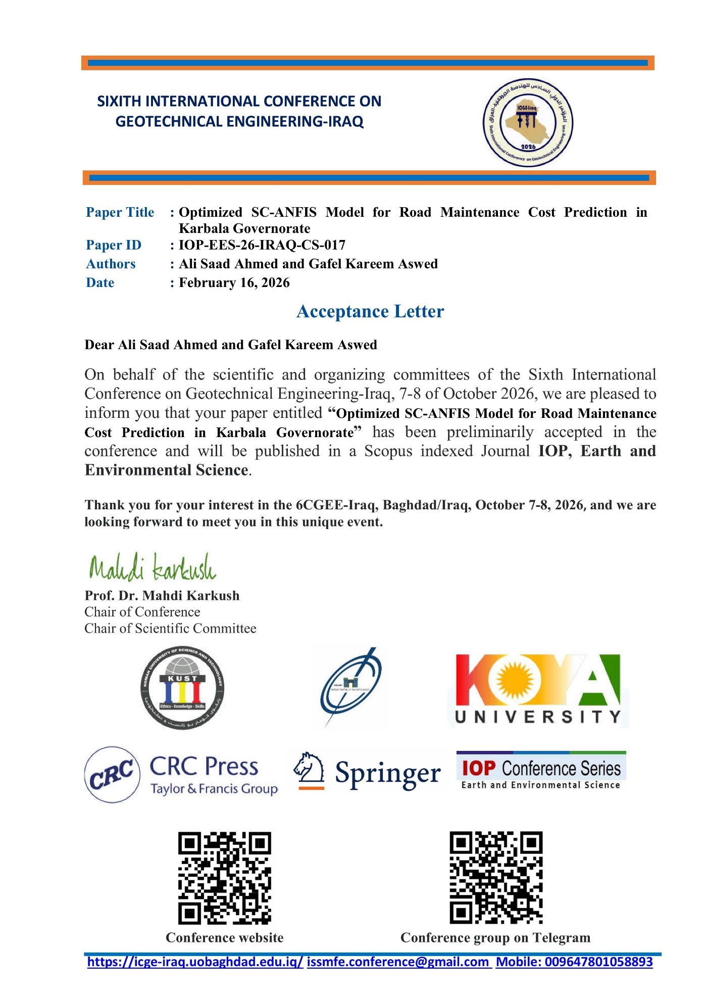 SIXITH INTERNATIONAL CONFERENCE ON
GEOTECHNICAL ENGINEERING-IRAQ
المؤتمر الدولي السادس للهندسة الجيوتقنية-العراق
ICGE-Iraq
2026
Sixth International Conference on Geotechnical Engineering-Iraq
Paper Title : Optimized SC-ANFIS Model for Road Maintenance Cost Prediction in
Karbala Governorate
Paper ID : IOP-EES-26-IRAQ-CS-017
Authors : Ali Saad Ahmed and Gafel Kareem Aswed
Date : February 16, 2026
Acceptance Letter
Dear Ali Saad Ahmed and Gafel Kareem Aswed
On behalf of the scientific and organizing committees of the Sixth International
Conference on Geotechnical Engineering-Iraq, 7-8 of October 2026, we are pleased to
inform you that your paper entitled “Optimized SC-ANFIS Model for Road Maintenance
Cost Prediction in Karbala Governorate” has been preliminarily accepted in the
conference and will be published in a Scopus indexed Journal IOP, Earth and
Environmental Science.
Thank you for your interest in the 6CGEE-Iraq, Baghdad/Iraq, October 7-8, 2026, and we are
looking forward to meet you in this unique event.
Mahdi Karkush
Prof. Dr. Mahdi Karkush
Chair of Conference
Chair of Scientific Committee
KOMAR UNIVERSITY OF SCIENCE AND TECHNOLOGY
KUST
Ethics - Knowledge - Skills
زانكۆی كۆمار بۆ زانست و تەكنەلۆجیا
KOYA
UNIVERSITY
CRC
CRC Press
Taylor & Francis Group
Springer
IOP Conference Series
Earth and Environmental Science
Conference website
Conference group on Telegram
https://icge-iraq.uobaghdad.edu.iq/ issmfe.conference@gmail.com Mobile: 009647801058893